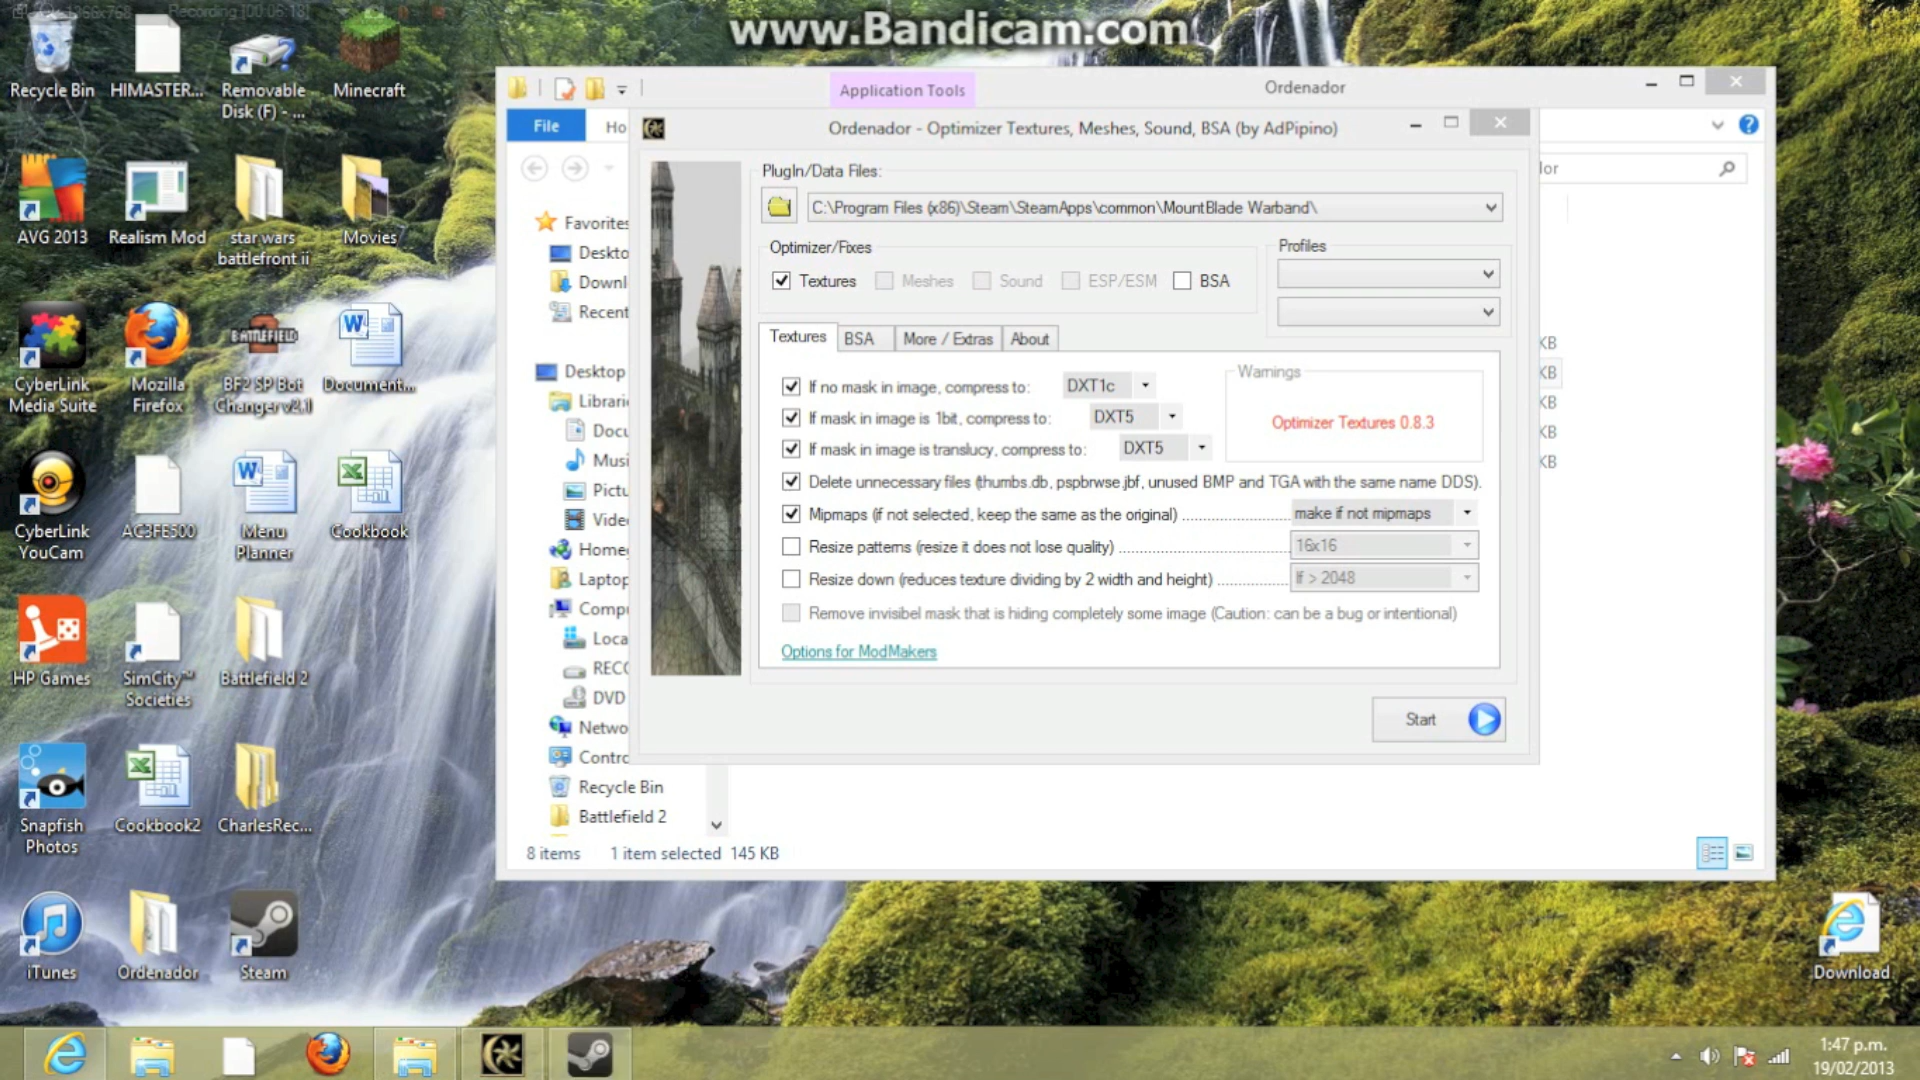 1366x768 Recording [00:06:13]
www.Bandicam.com
Recycle Bin
HIMASTER...
Removable Disk (F) - ...
Minecraft
AVG 2013
Realism Mod
star wars battlefront ii
Movies
CyberLink Media Suite
Mozilla Firefox
BATTLEFIELD
BF2 SP Bot Changer v2.1
Document...
CyberLink YouCam
AC3FE500
Menu Planner
Cookbook
HP Games
SimCity™ Societies
Battlefield 2
Snapfish Photos
Cookbook2
CharlesRec...
iTunes
Ordenador
Steam
Download
Application Tools
Ordenador
File
Ho
Ordenador - Optimizer Textures, Meshes, Sound, BSA (by AdPipino)
dor
Favorites
Deskto
Downl
Recent
Desktop
Librari
Docu
Musi
Pictu
Vide
Home
Laptop
Compu
Loca
RECO
DVD
Netwo
Contro
Recycle Bin
Battlefield 2
8 items 1 item selected 145 KB
KB
KB
KB
KB
KB
PlugIn/Data Files:
C:\Program Files (x86)\Steam\SteamApps\common\MountBlade Warband\
Optimizer/Fixes
Profiles
Textures Meshes Sound ESP/ESM BSA
Textures BSA More / Extras About
If no mask in image, compress to: DXT1c
If mask in image is 1bit, compress to: DXT5
If mask in image is translucy, compress to: DXT5
Warnings
Optimizer Textures 0.8.3
Delete unnecessary files (thumbs.db, pspbrwse.jbf, unused BMP and TGA with the same name DDS).
Mipmaps (if not selected, keep the same as the original) ........................ make if not mipmaps
Resize patterns (resize it does not lose quality) ........................................ 16x16
Resize down (reduces texture dividing by 2 width and height) ................ If > 2048
Remove invisibel mask that is hiding completely some image (Caution: can be a bug or intentional)
Options for ModMakers
Start
1:47 p.m.
19/02/2013